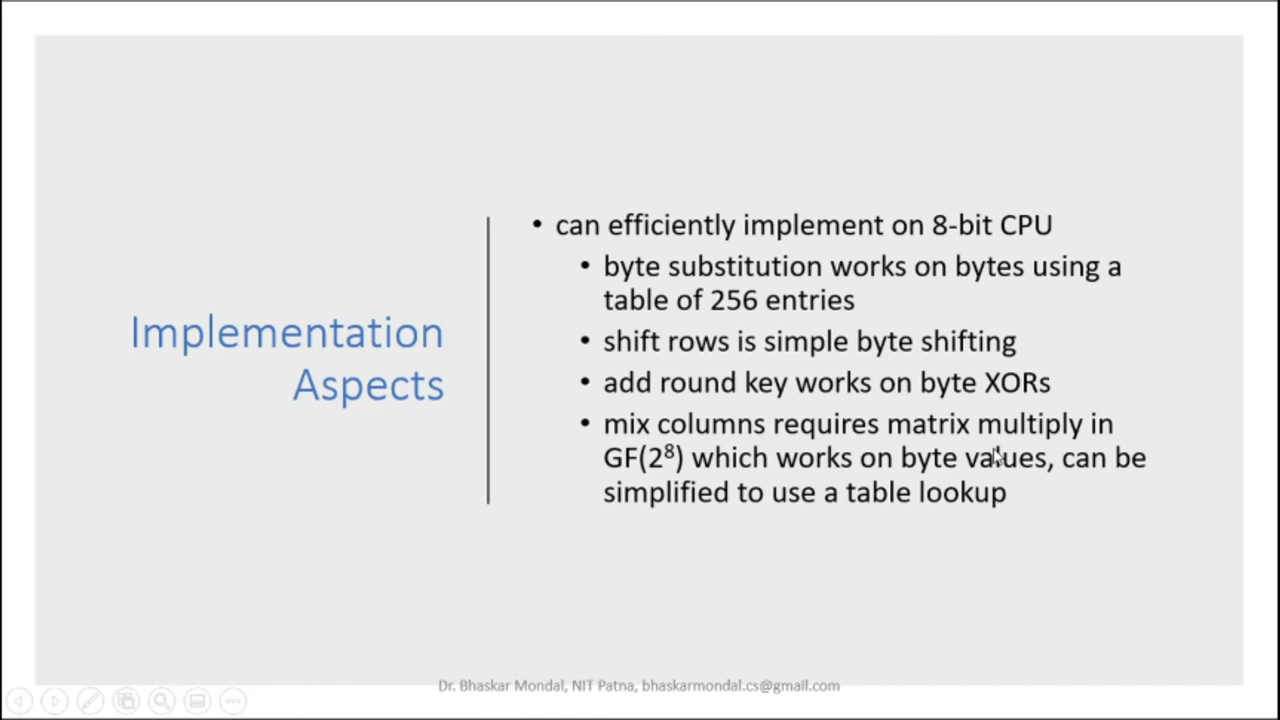 Implementation
Aspects
• can efficiently implement on 8-bit CPU
• byte substitution works on bytes using a
table of 256 entries
• shift rows is simple byte shifting
• add round key works on byte XORs
• mix columns requires matrix multiply in
GF(2⁸) which works on byte values, can be
simplified to use a table lookup
Dr. Bhaskar Mondal, NIT Patna, bhaskarmondal.cs@gmail.com